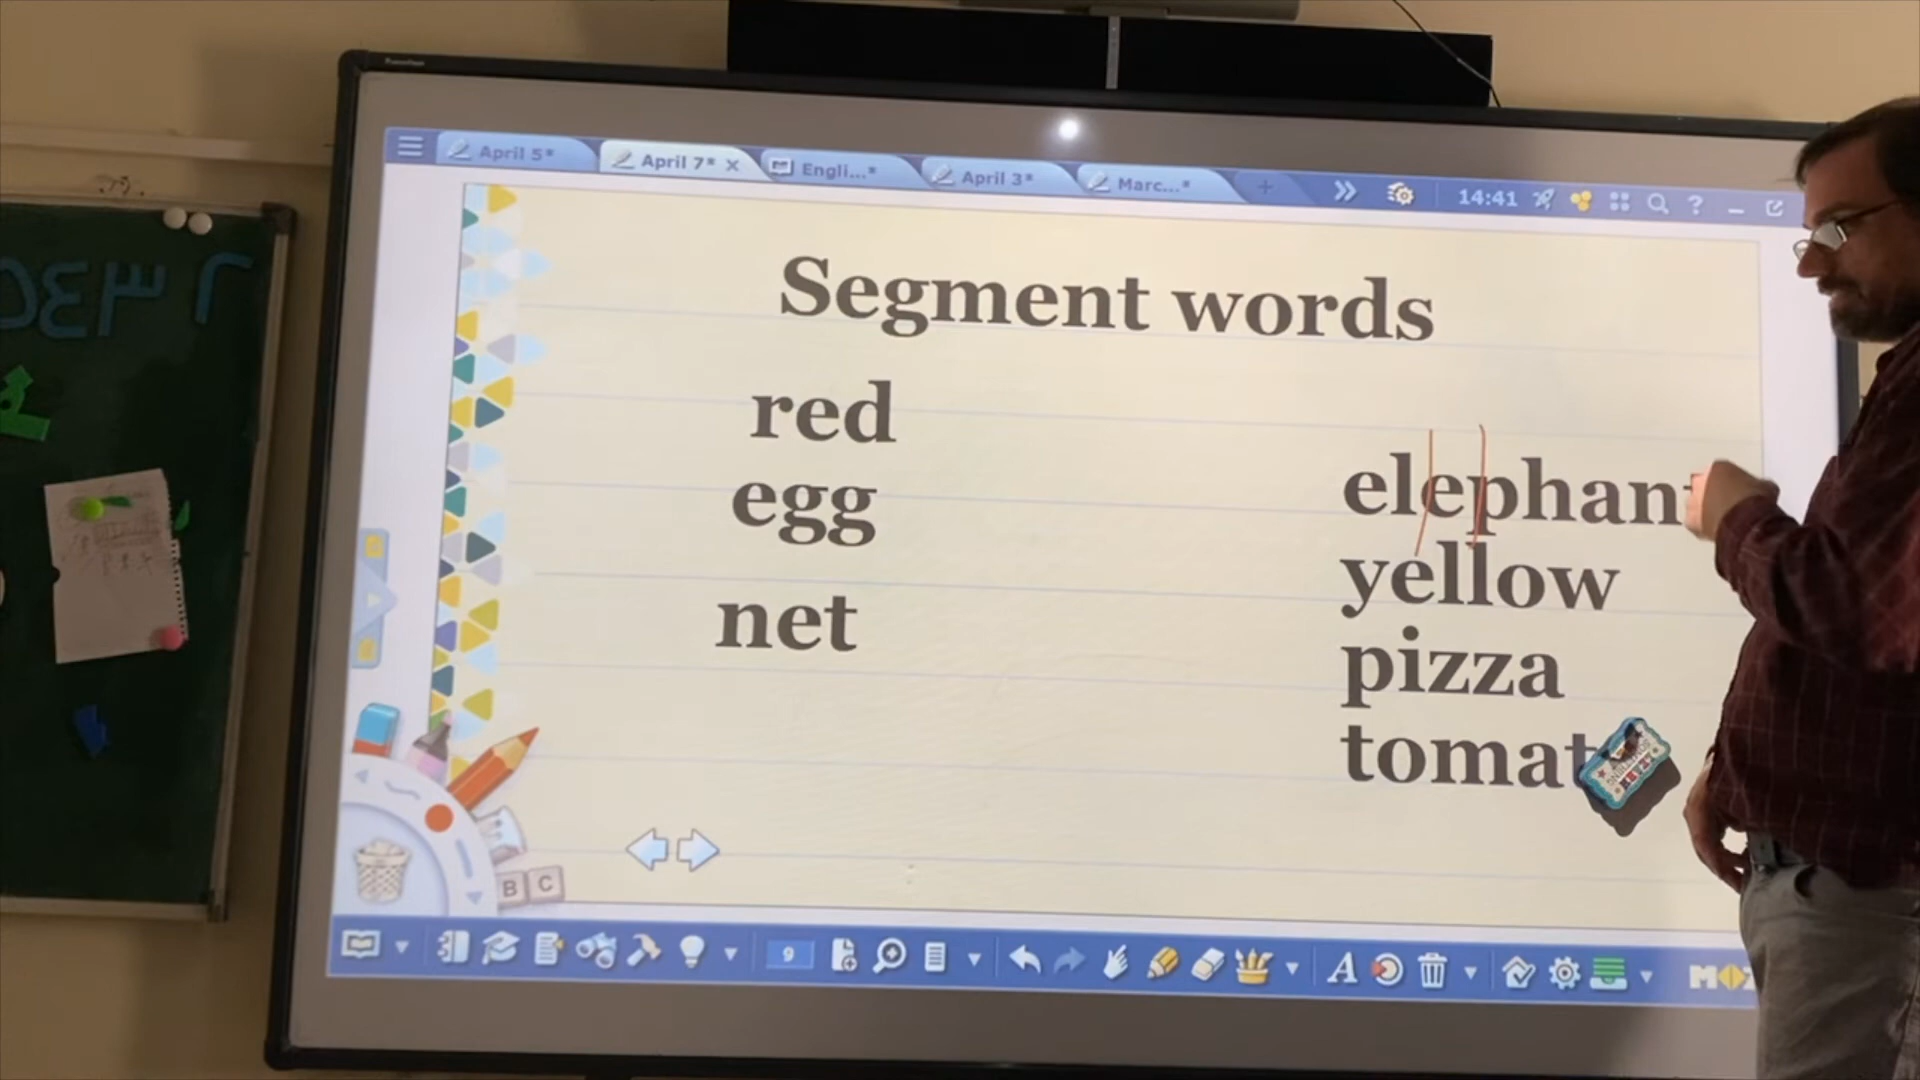 April 5*
April 7*
Engli...*
April 3*
Marc...*
14:41
Segment words
red
egg
net
elephant
yellow
pizza
tomat
B C
9